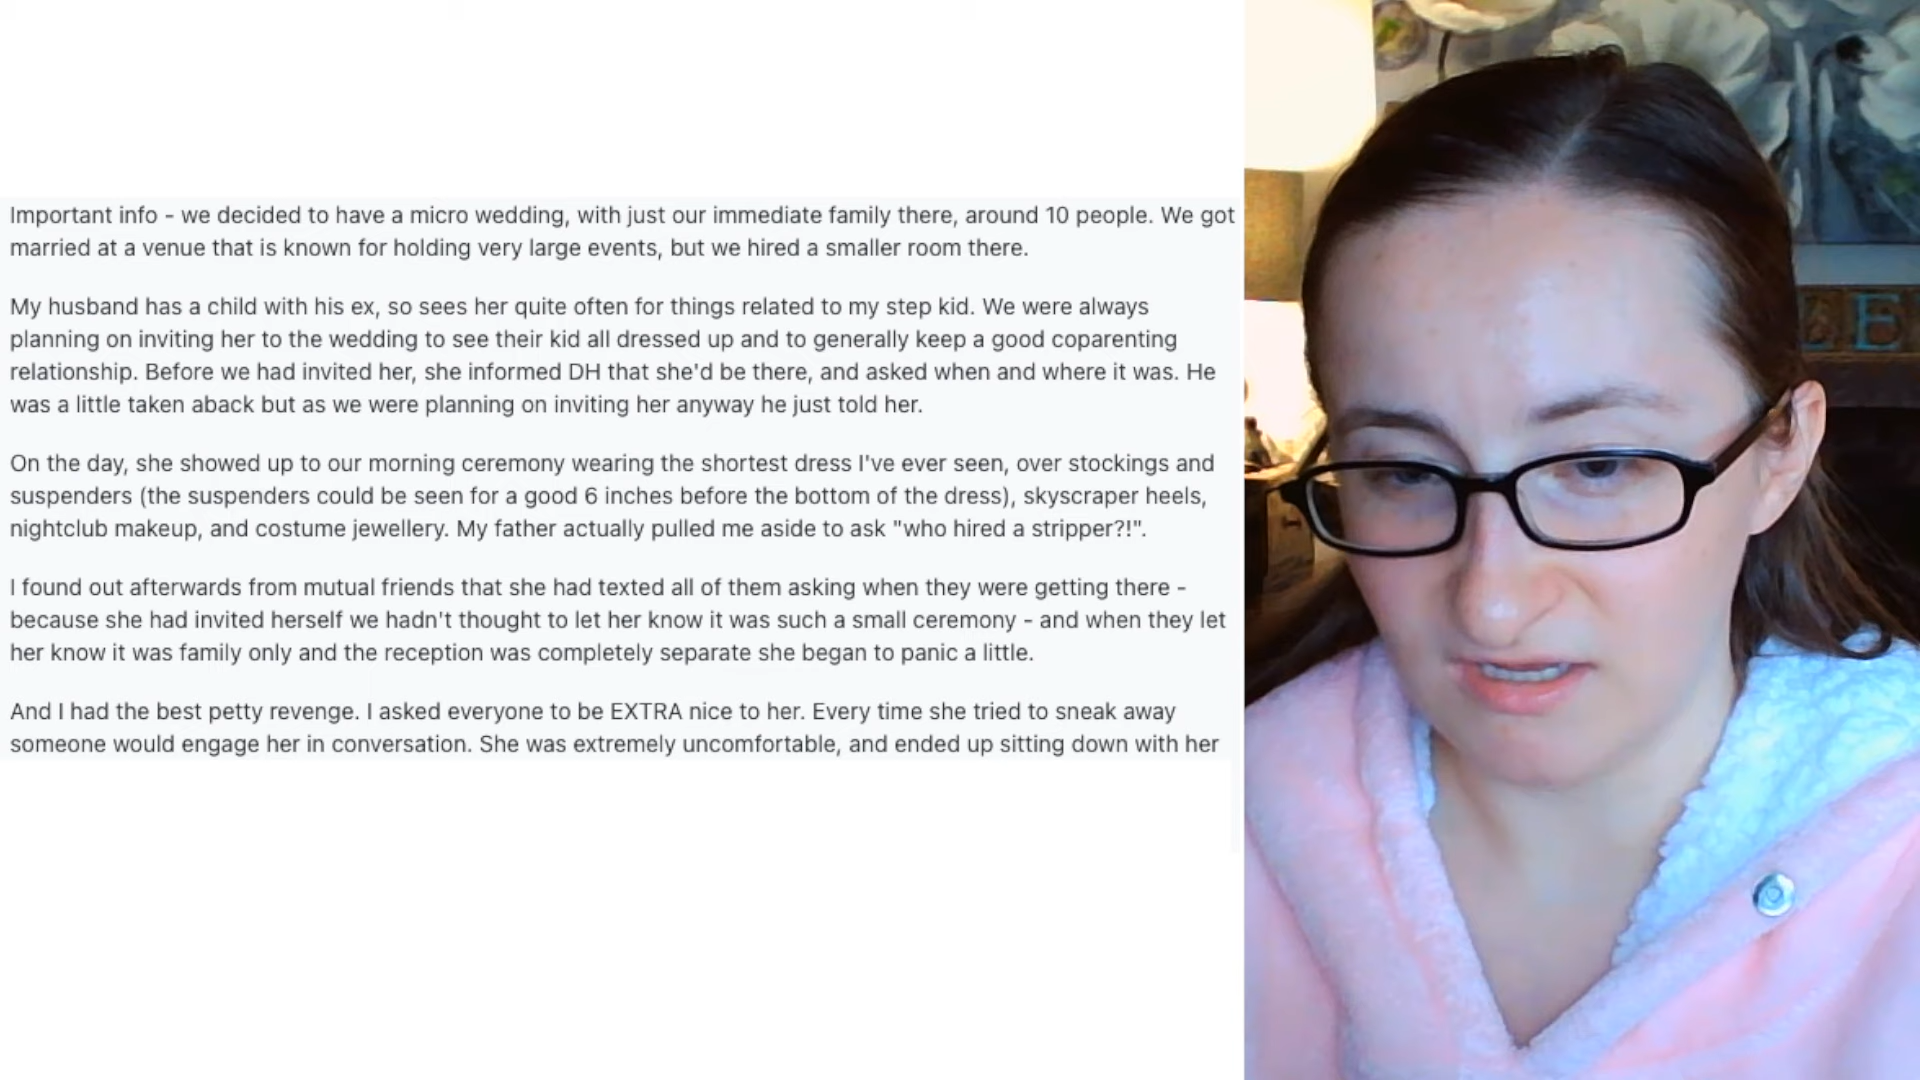 Important info - we decided to have a micro wedding, with just our immediate family there, around 10 people. We got
married at a venue that is known for holding very large events, but we hired a smaller room there.
My husband has a child with his ex, so sees her quite often for things related to my step kid. We were always
planning on inviting her to the wedding to see their kid all dressed up and to generally keep a good coparenting
relationship. Before we had invited her, she informed DH that she'd be there, and asked when and where it was. He
was a little taken aback but as we were planning on inviting her anyway he just told her.
On the day, she showed up to our morning ceremony wearing the shortest dress I've ever seen, over stockings and
suspenders (the suspenders could be seen for a good 6 inches before the bottom of the dress), skyscraper heels,
nightclub makeup, and costume jewellery. My father actually pulled me aside to ask "who hired a stripper?!".
I found out afterwards from mutual friends that she had texted all of them asking when they were getting there -
because she had invited herself we hadn't thought to let her know it was such a small ceremony - and when they let
her know it was family only and the reception was completely separate she began to panic a little.
And I had the best petty revenge. I asked everyone to be EXTRA nice to her. Every time she tried to sneak away
someone would engage her in conversation. She was extremely uncomfortable, and ended up sitting down with her